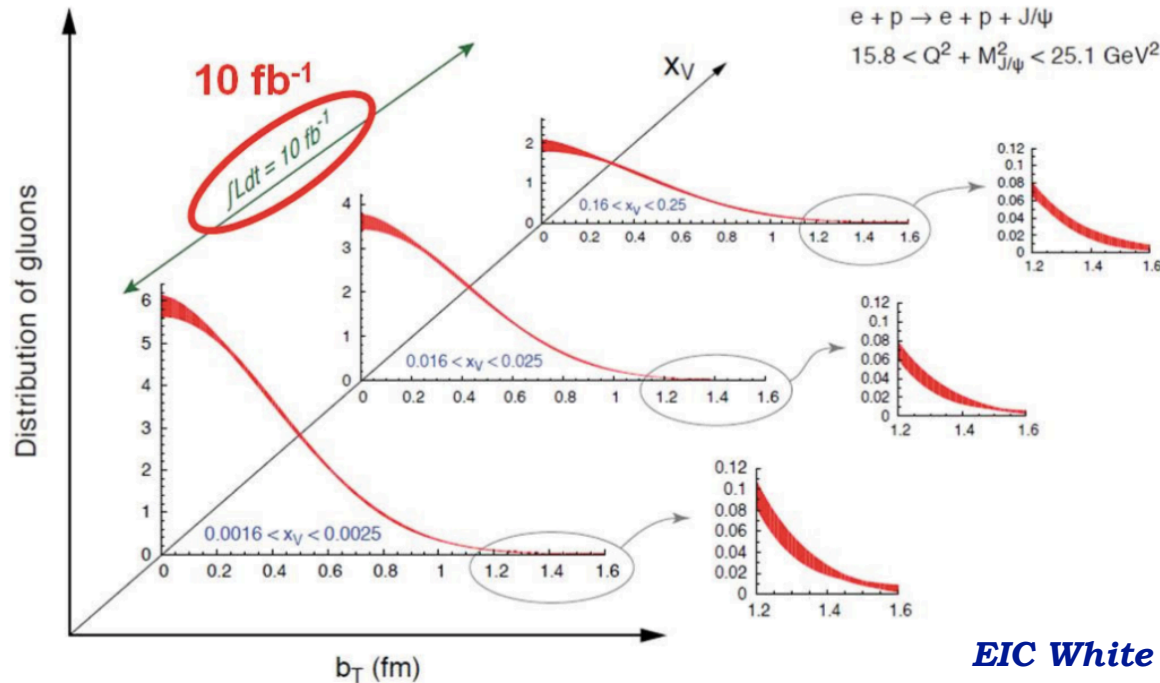 e + p → e + p + J/ψ
15.8 < Q² + M²J/ψ < 25.1 GeV²
10 fb⁻¹
∫Ldt = 10 fb⁻¹
xV
Distribution of gluons
2
1
0
0.16 < xV < 0.25
0 0.2 0.4 0.6 0.8 1 1.2 1.4 1.6
0.12
0.1
0.08
0.06
0.04
0.02
0
1.2 1.4 1.6
4
3
2
1
0
0.016 < xV < 0.025
0 0.2 0.4 0.6 0.8 1 1.2 1.4 1.6
0.12
0.1
0.08
0.06
0.04
0.02
0
1.2 1.4 1.6
6
5
4
3
2
1
0
0.0016 < xV < 0.0025
0 0.2 0.4 0.6 0.8 1 1.2 1.4 1.6
0.12
0.1
0.08
0.06
0.04
0.02
0
1.2 1.4 1.6
bT (fm)
EIC White